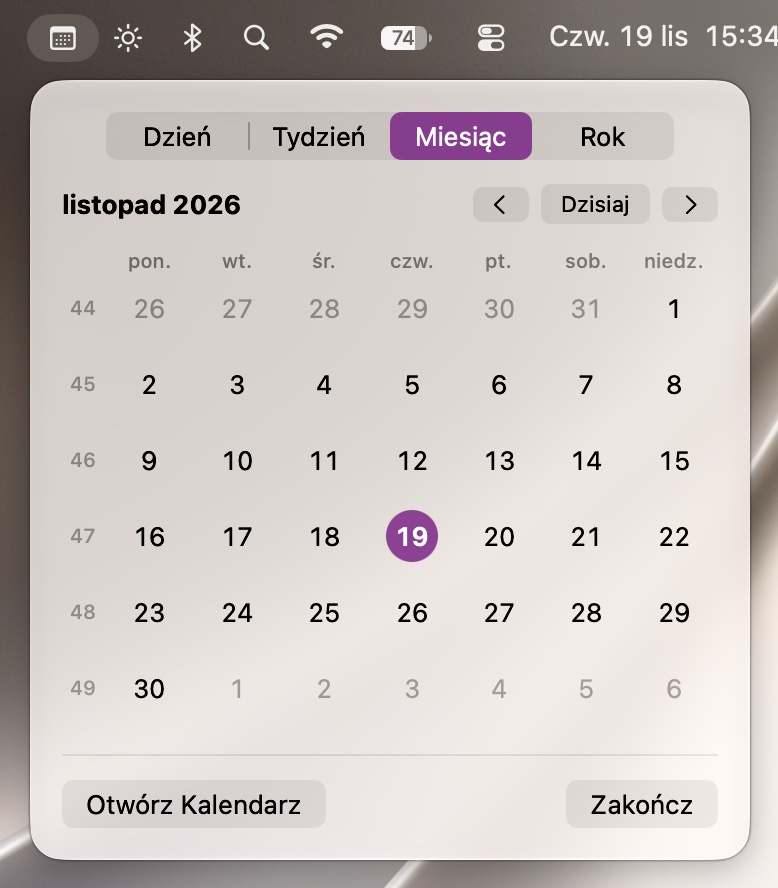 74 Czw. 19 lis 15:34
Dzień Tydzień Miesiąc Rok
listopad 2026 Dzisiaj
pon. wt. śr. czw. pt. sob. niedz.
44 26 27 28 29 30 31 1
45 2 3 4 5 6 7 8
46 9 10 11 12 13 14 15
47 16 17 18 19 20 21 22
48 23 24 25 26 27 28 29
49 30 1 2 3 4 5 6
Otwórz Kalendarz Zakończ